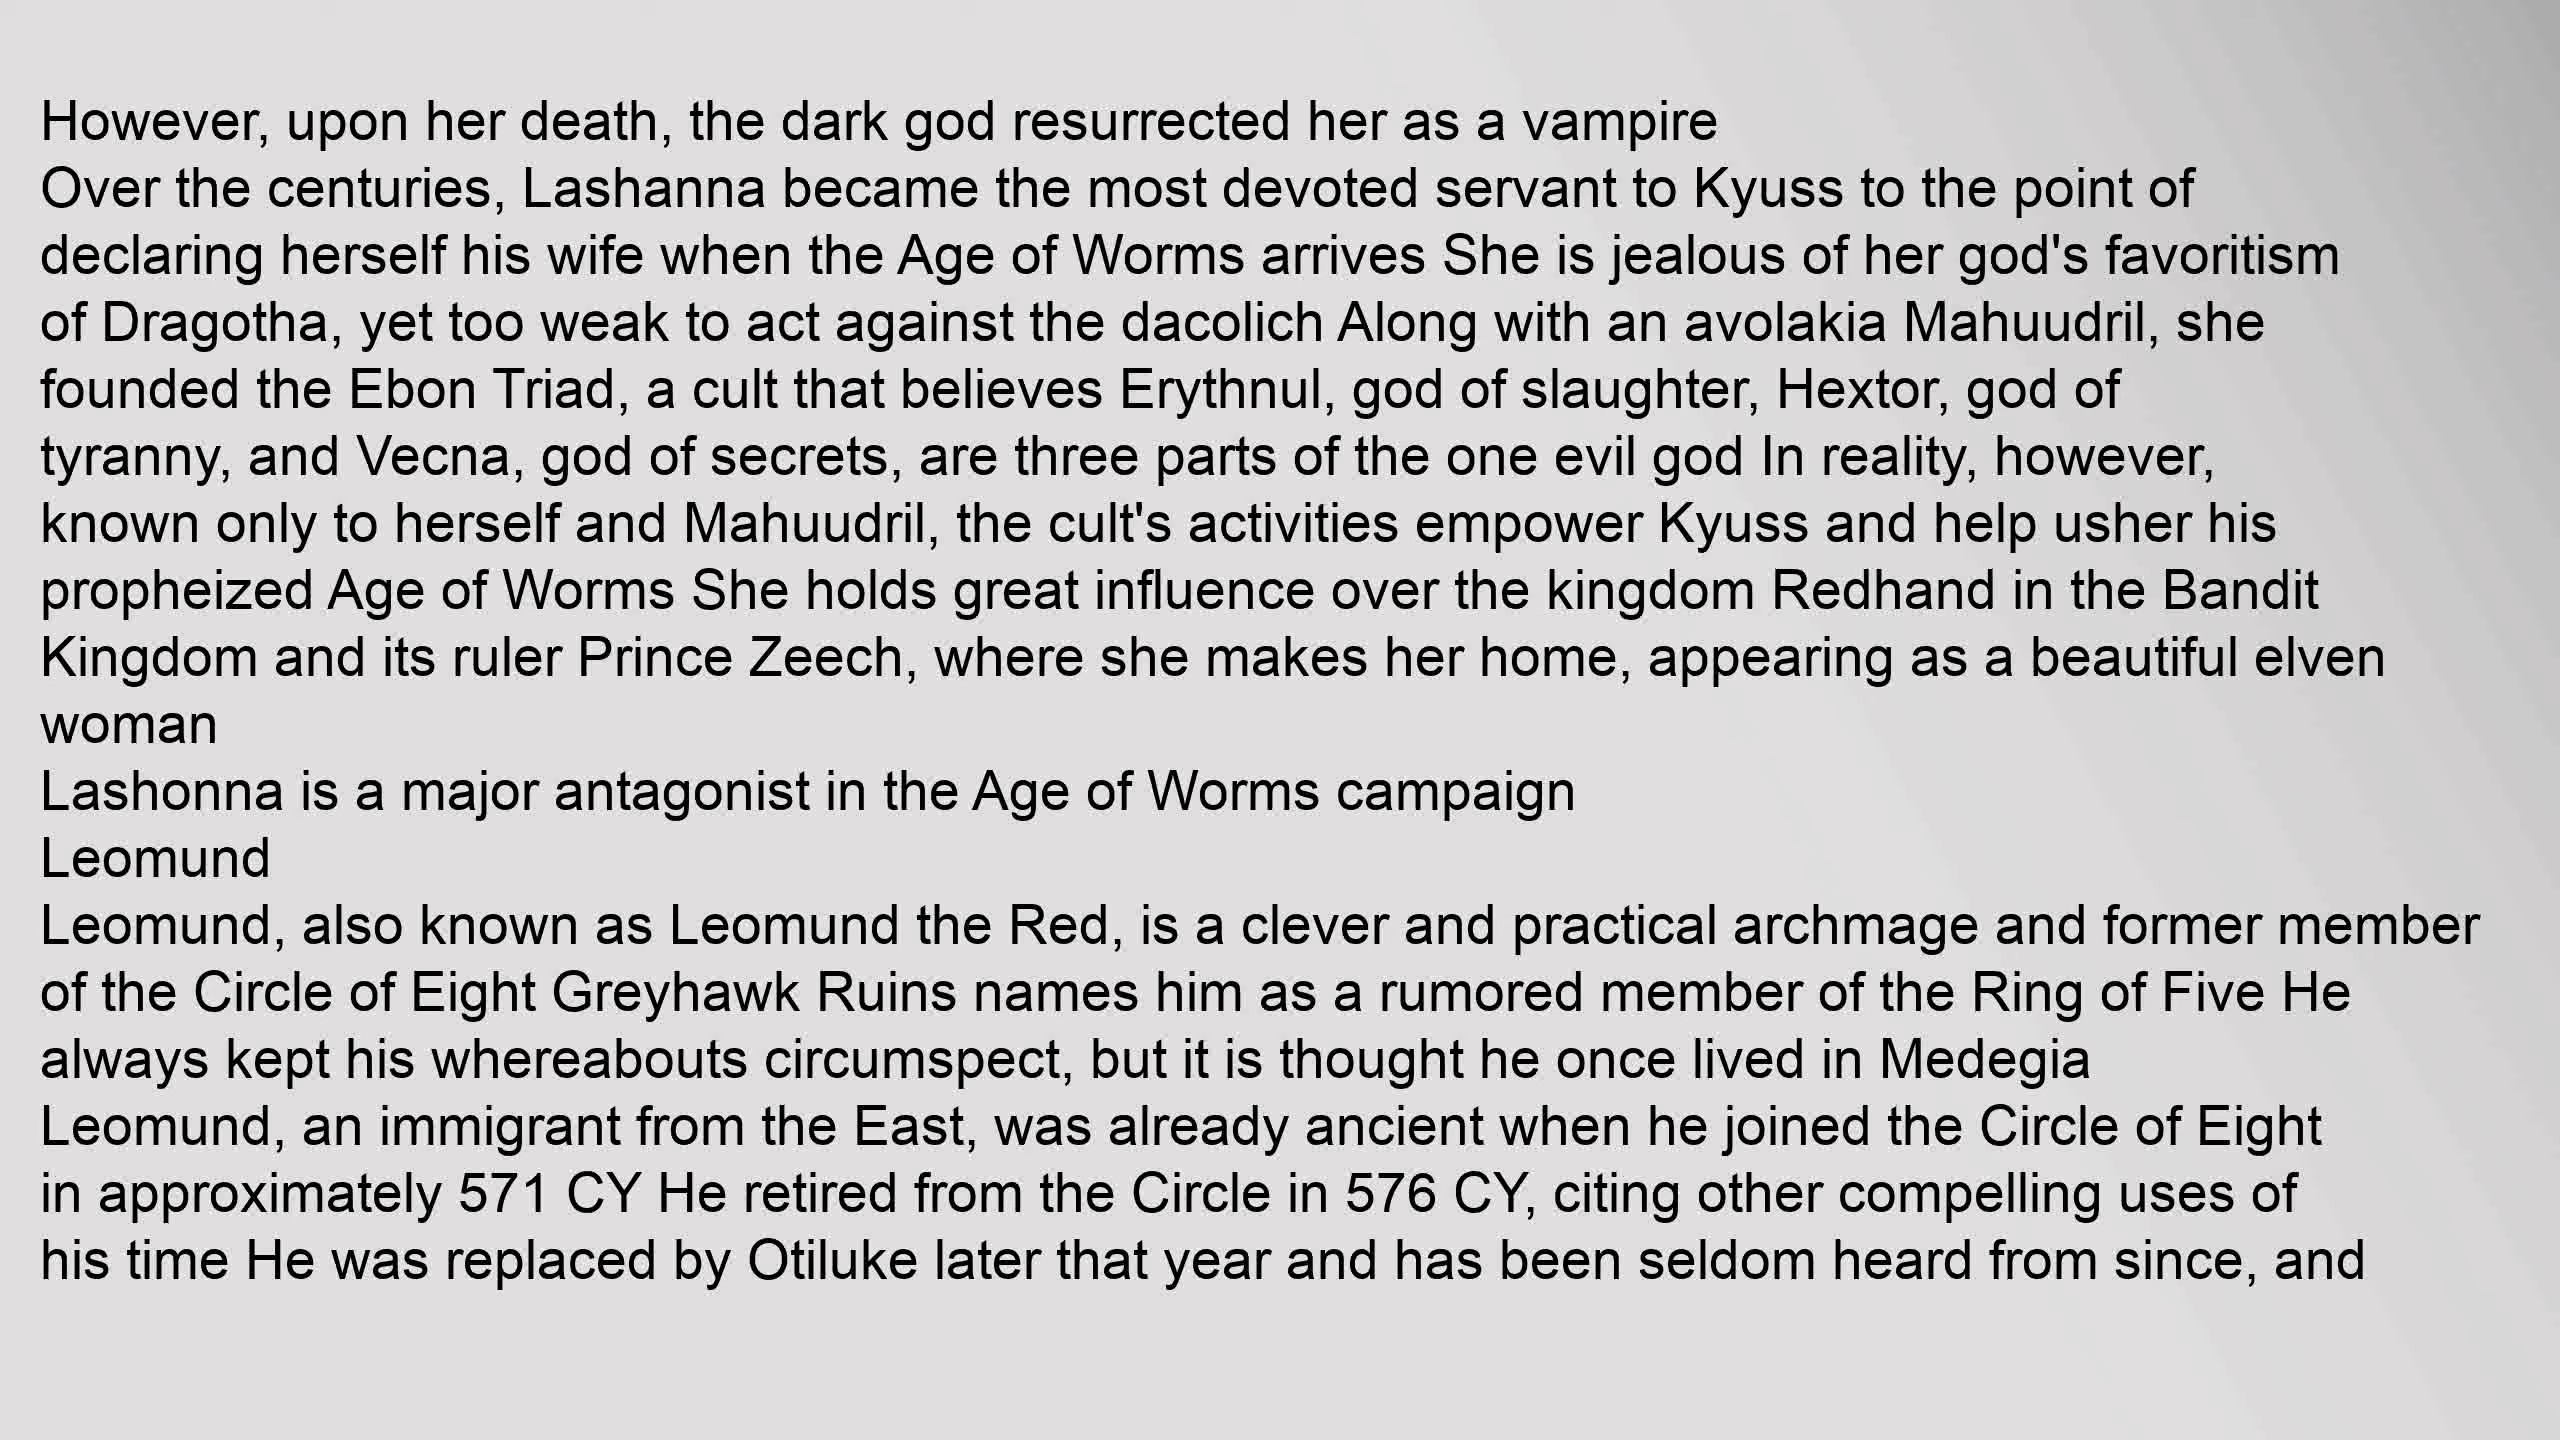 However, upon her death, the dark god resurrected her as a vampire
Over the centuries, Lashanna became the most devoted servant to Kyuss to the point of
declaring herself his wife when the Age of Worms arrives She is jealous of her god's favoritism
of Dragotha, yet too weak to act against the dacolich Along with an avolakia Mahuudril, she
founded the Ebon Triad, a cult that believes Erythnul, god of slaughter, Hextor, god of
tyranny, and Vecna, god of secrets, are three parts of the one evil god In reality, however,
known only to herself and Mahuudril, the cult's activities empower Kyuss and help usher his
propheized Age of Worms She holds great influence over the kingdom Redhand in the Bandit
Kingdom and its ruler Prince Zeech, where she makes her home, appearing as a beautiful elven
woman
Lashonna is a major antagonist in the Age of Worms campaign
Leomund
Leomund, also known as Leomund the Red, is a clever and practical archmage and former member
of the Circle of Eight Greyhawk Ruins names him as a rumored member of the Ring of Five He
always kept his whereabouts circumspect, but it is thought he once lived in Medegia
Leomund, an immigrant from the East, was already ancient when he joined the Circle of Eight
in approximately 571 CY He retired from the Circle in 576 CY, citing other compelling uses of
his time He was replaced by Otiluke later that year and has been seldom heard from since, and